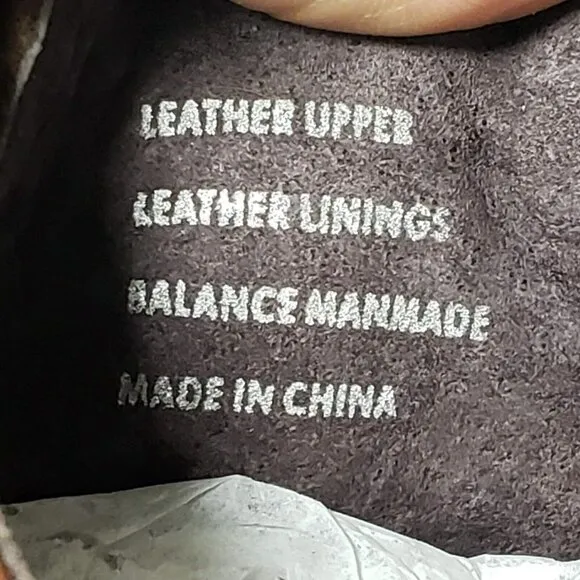 LEATHER UPPER
LEATHER LININGS
BALANCE MANMADE
MADE IN CHINA